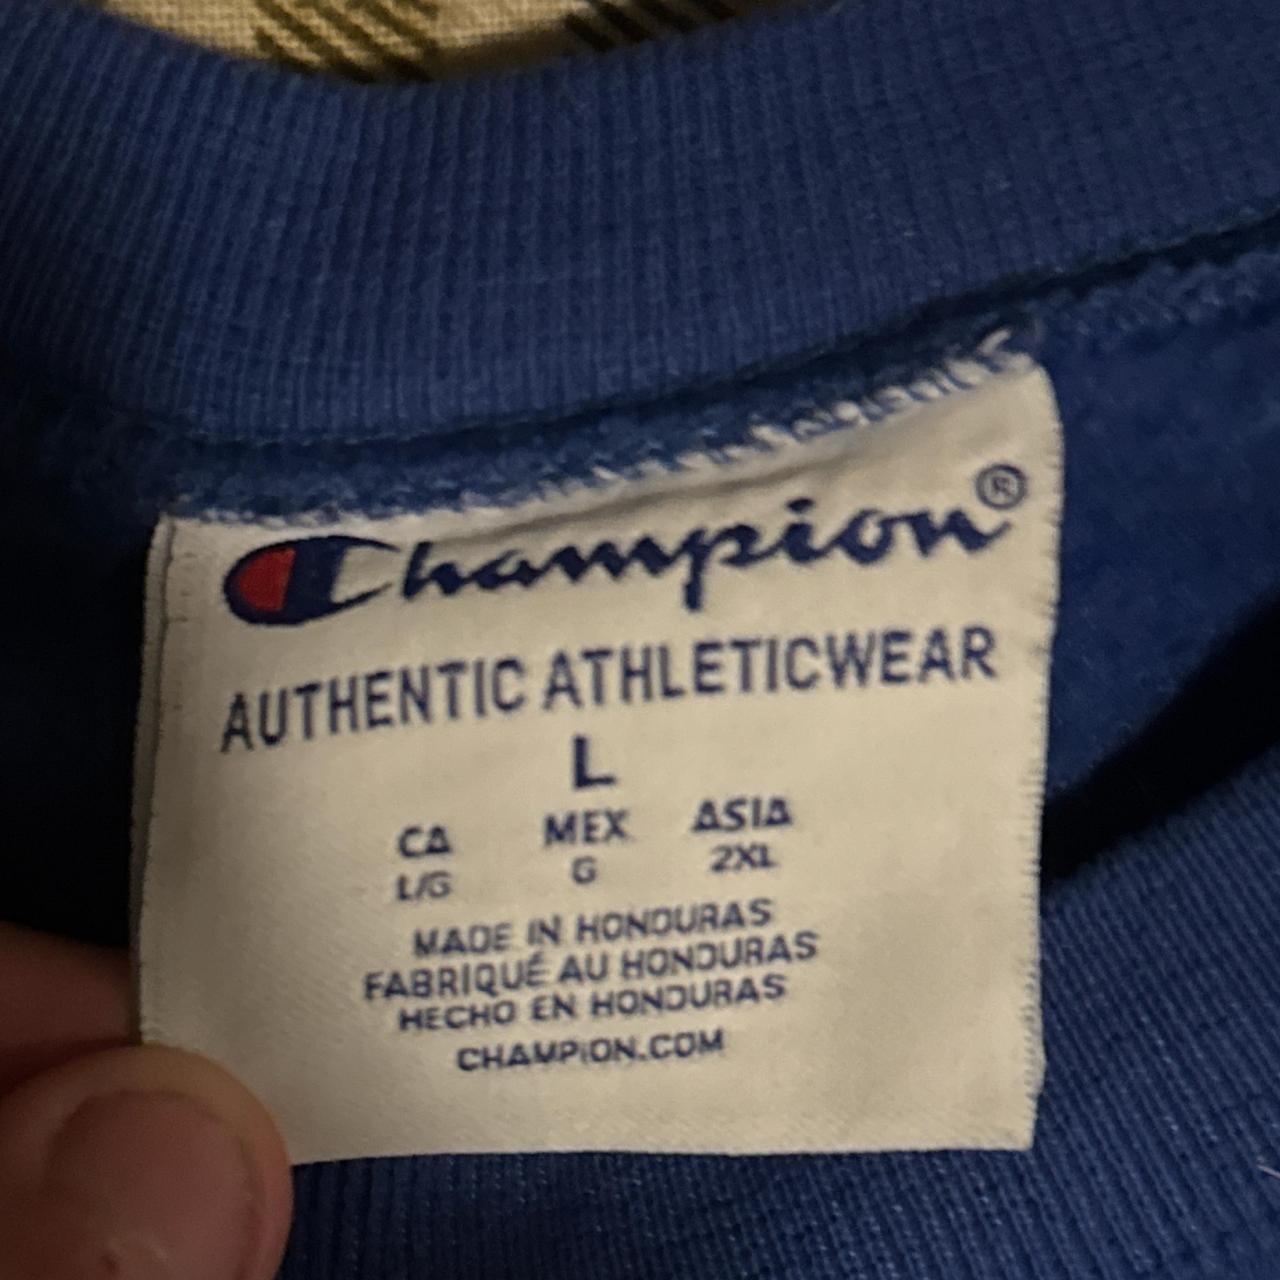 Champion®
AUTHENTIC ATHLETICWEAR
L
CA MEX ASIA
L/G G 2XL
MADE IN HONDURAS
FABRIQUÉ AU HONDURAS
HECHO EN HONDURAS
CHAMPION.COM